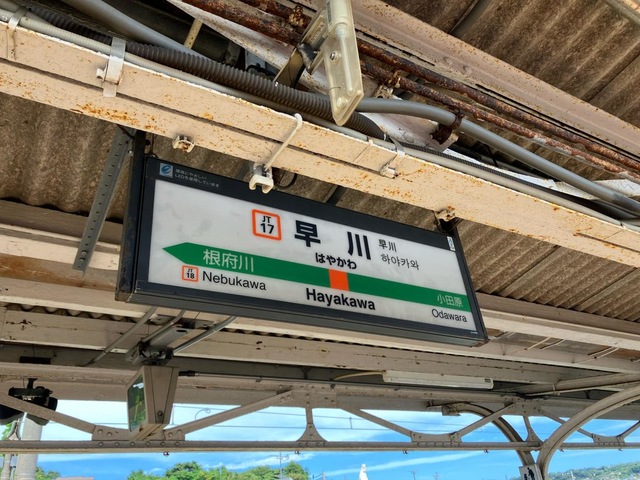 JT
17
早川
はやかわ
早川
하야카와
根府川
JT
18
Nebukawa
Hayakawa
小田原
Odawara